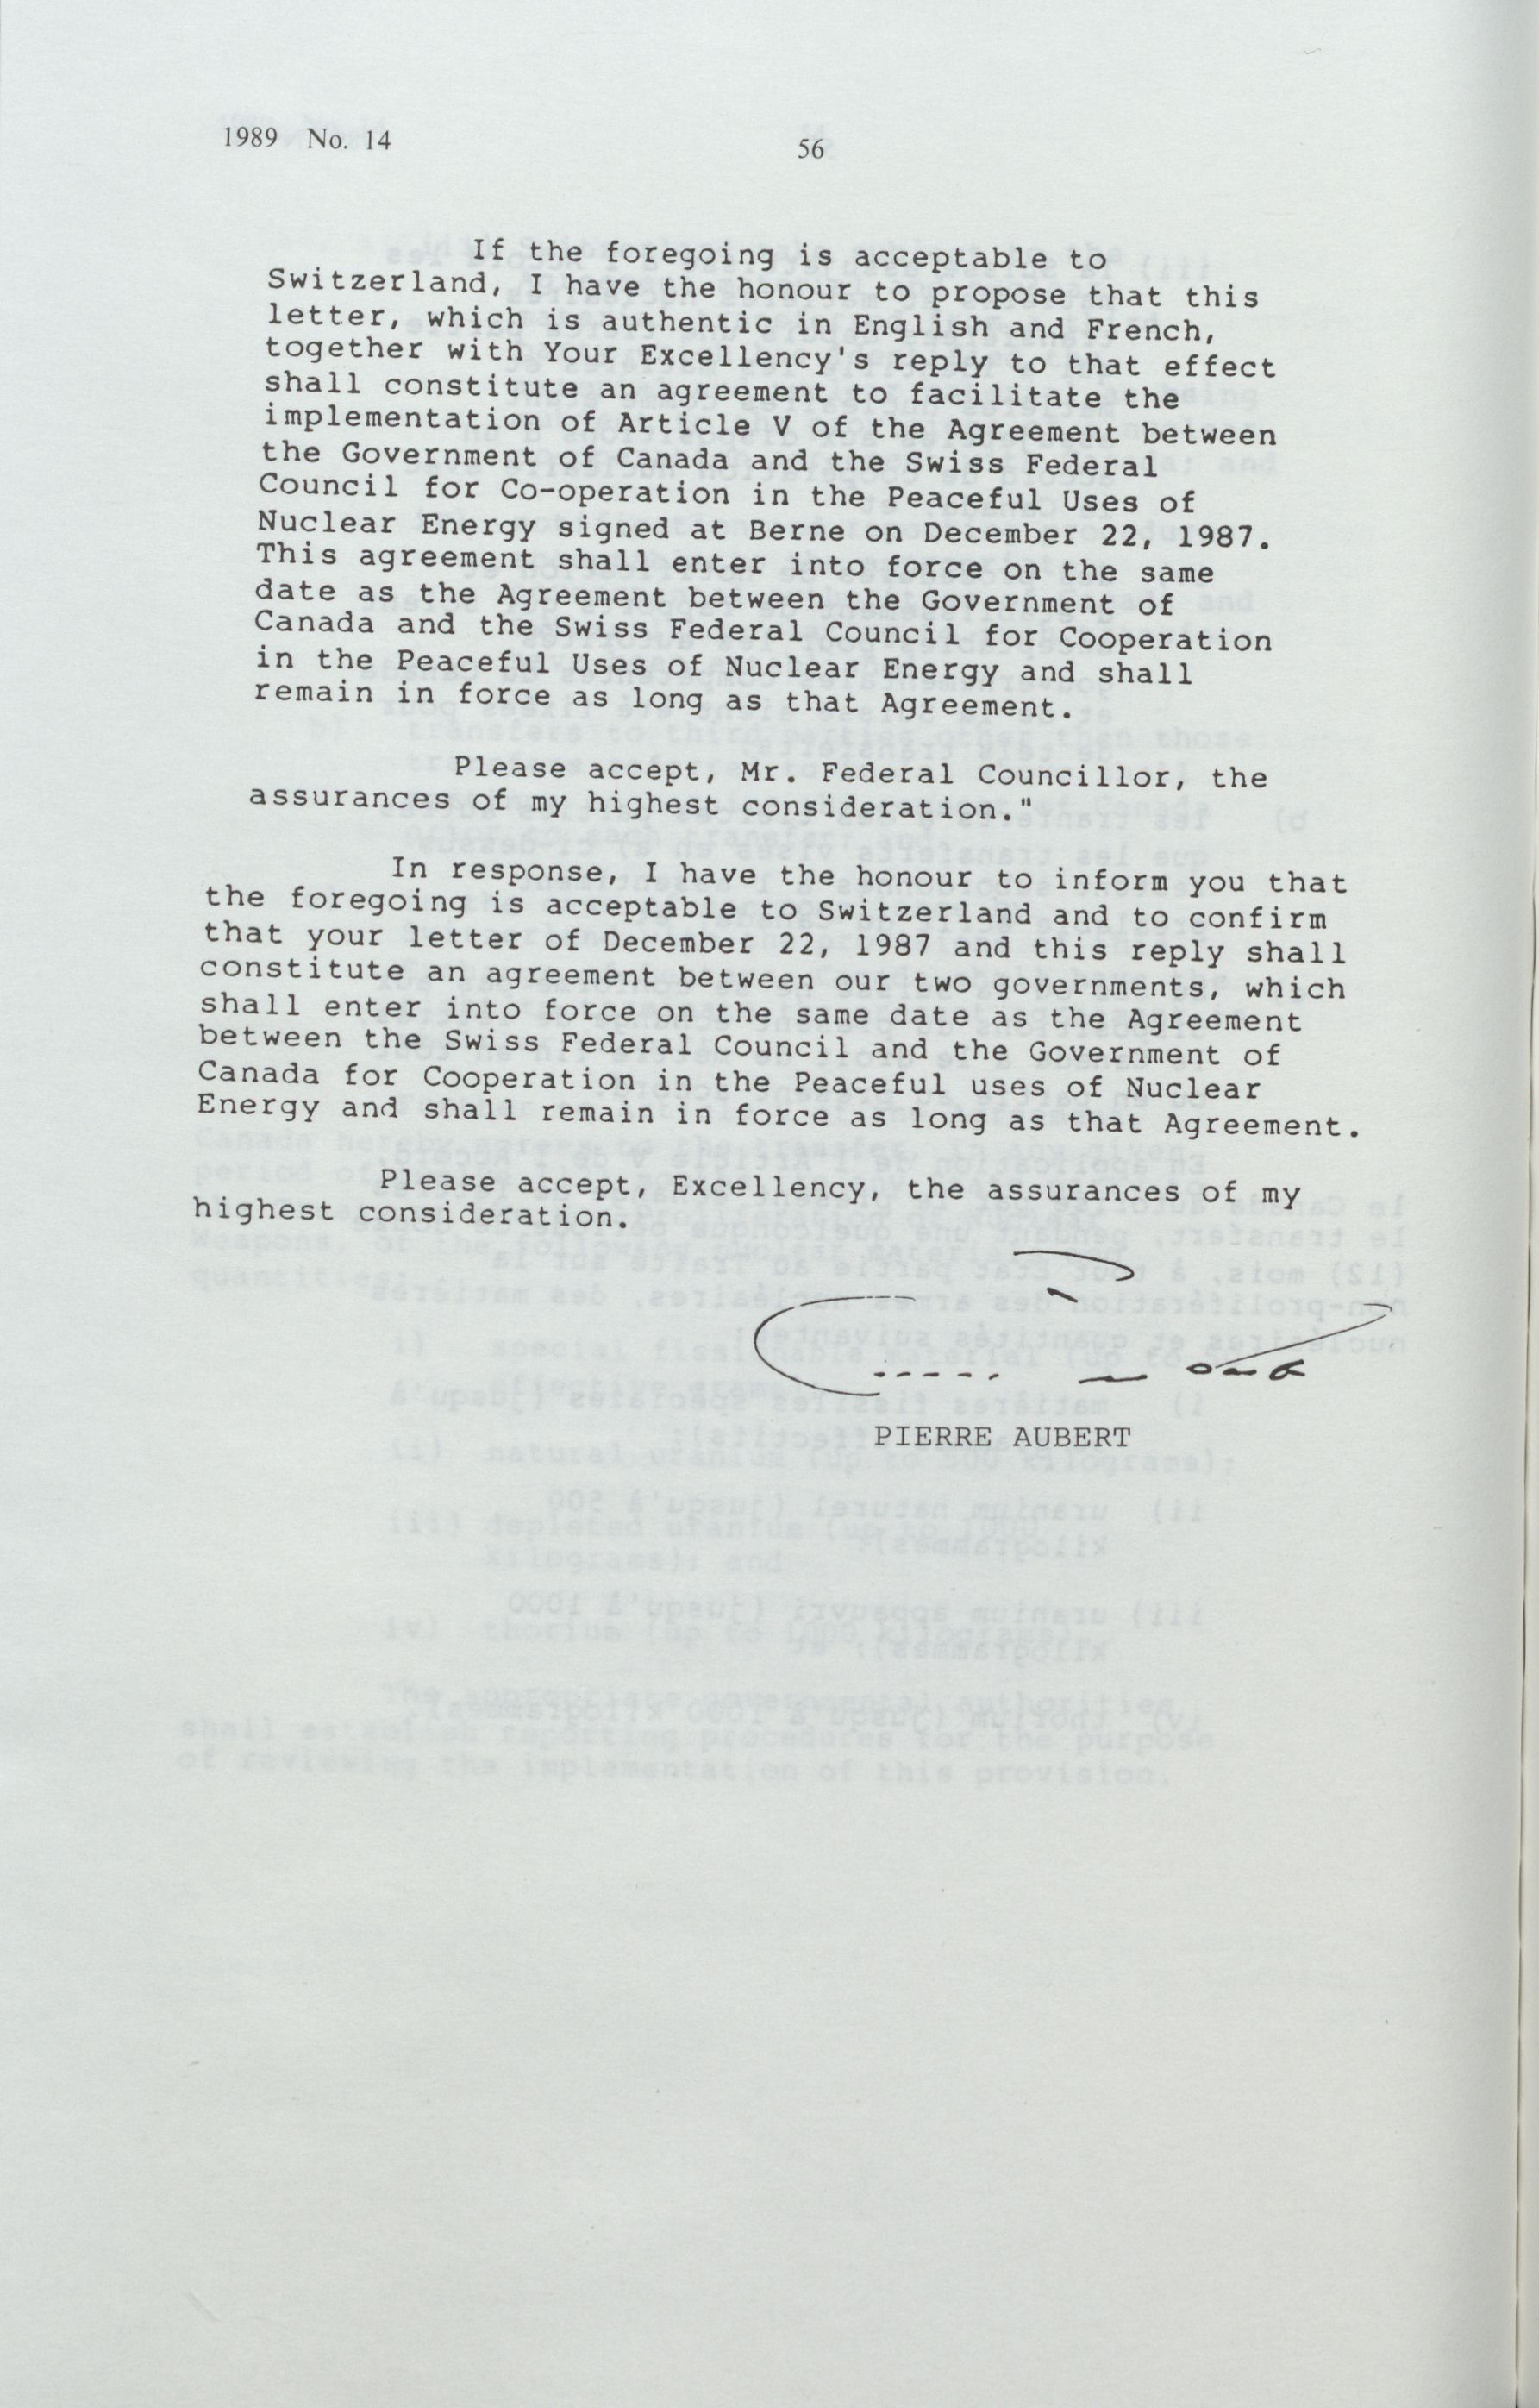 1989 No. 14
56
If the foregoing is acceptable to
Switzerland, I have the honour to propose that this
letter, which is authentic in English and French,
together with Your Excellency's reply to that effect
shall constitute an agreement to facilitate the
implementation of Article V of the Agreement between
the Government of Canada and the Swiss Federal
Council for Co-operation in the Peaceful Uses of
Nuclear Energy signed at Berne on December 22, 1987.
This agreement shall enter into force on the same
date as the Agreement between the Government of
Canada and the Swiss Federal Council for Cooperation
in the Peaceful Uses of Nuclear Energy and shall
remain in force as long as that Agreement.
Please accept, Mr. Federal Councillor, the
assurances of my highest consideration."
In response, I have the honour to inform you that
the foregoing is acceptable to Switzerland and to confirm
that your letter of December 22, 1987 and this reply shall
constitute an agreement between our two governments, which
shall enter into force on the same date as the Agreement
between the Swiss Federal Council and the Government of
Canada for Cooperation in the Peaceful uses of Nuclear
Energy and shall remain in force as long as that Agreement.
Please accept, Excellency, the assurances of my
highest consideration.
PIERRE AUBERT